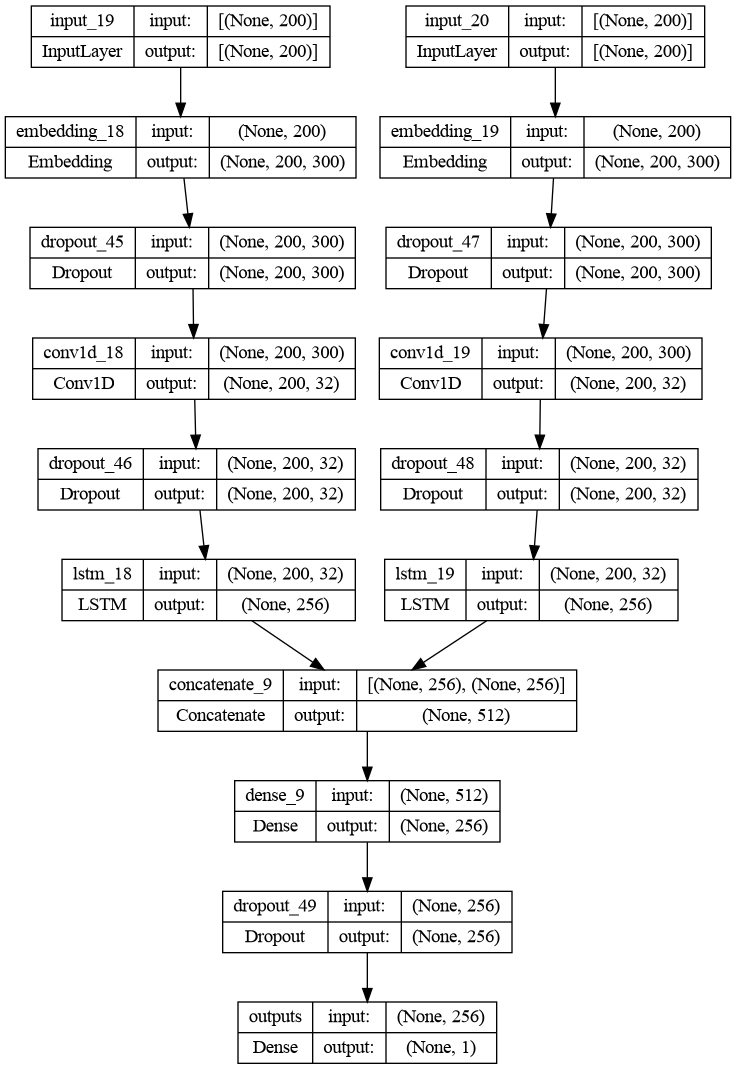 input_19 input: [(None, 200)]
InputLayer output: [(None, 200)]
input_20 input: [(None, 200)]
InputLayer output: [(None, 200)]
embedding_18 input: (None, 200)
Embedding output: (None, 200, 300)
embedding_19 input: (None, 200)
Embedding output: (None, 200, 300)
dropout_45 input: (None, 200, 300)
Dropout output: (None, 200, 300)
dropout_47 input: (None, 200, 300)
Dropout output: (None, 200, 300)
conv1d_18 input: (None, 200, 300)
Conv1D output: (None, 200, 32)
conv1d_19 input: (None, 200, 300)
Conv1D output: (None, 200, 32)
dropout_46 input: (None, 200, 32)
Dropout output: (None, 200, 32)
dropout_48 input: (None, 200, 32)
Dropout output: (None, 200, 32)
lstm_18 input: (None, 200, 32)
LSTM output: (None, 256)
lstm_19 input: (None, 200, 32)
LSTM output: (None, 256)
concatenate_9 input: [(None, 256), (None, 256)]
Concatenate output: (None, 512)
dense_9 input: (None, 512)
Dense output: (None, 256)
dropout_49 input: (None, 256)
Dropout output: (None, 256)
outputs input: (None, 256)
Dense output: (None, 1)